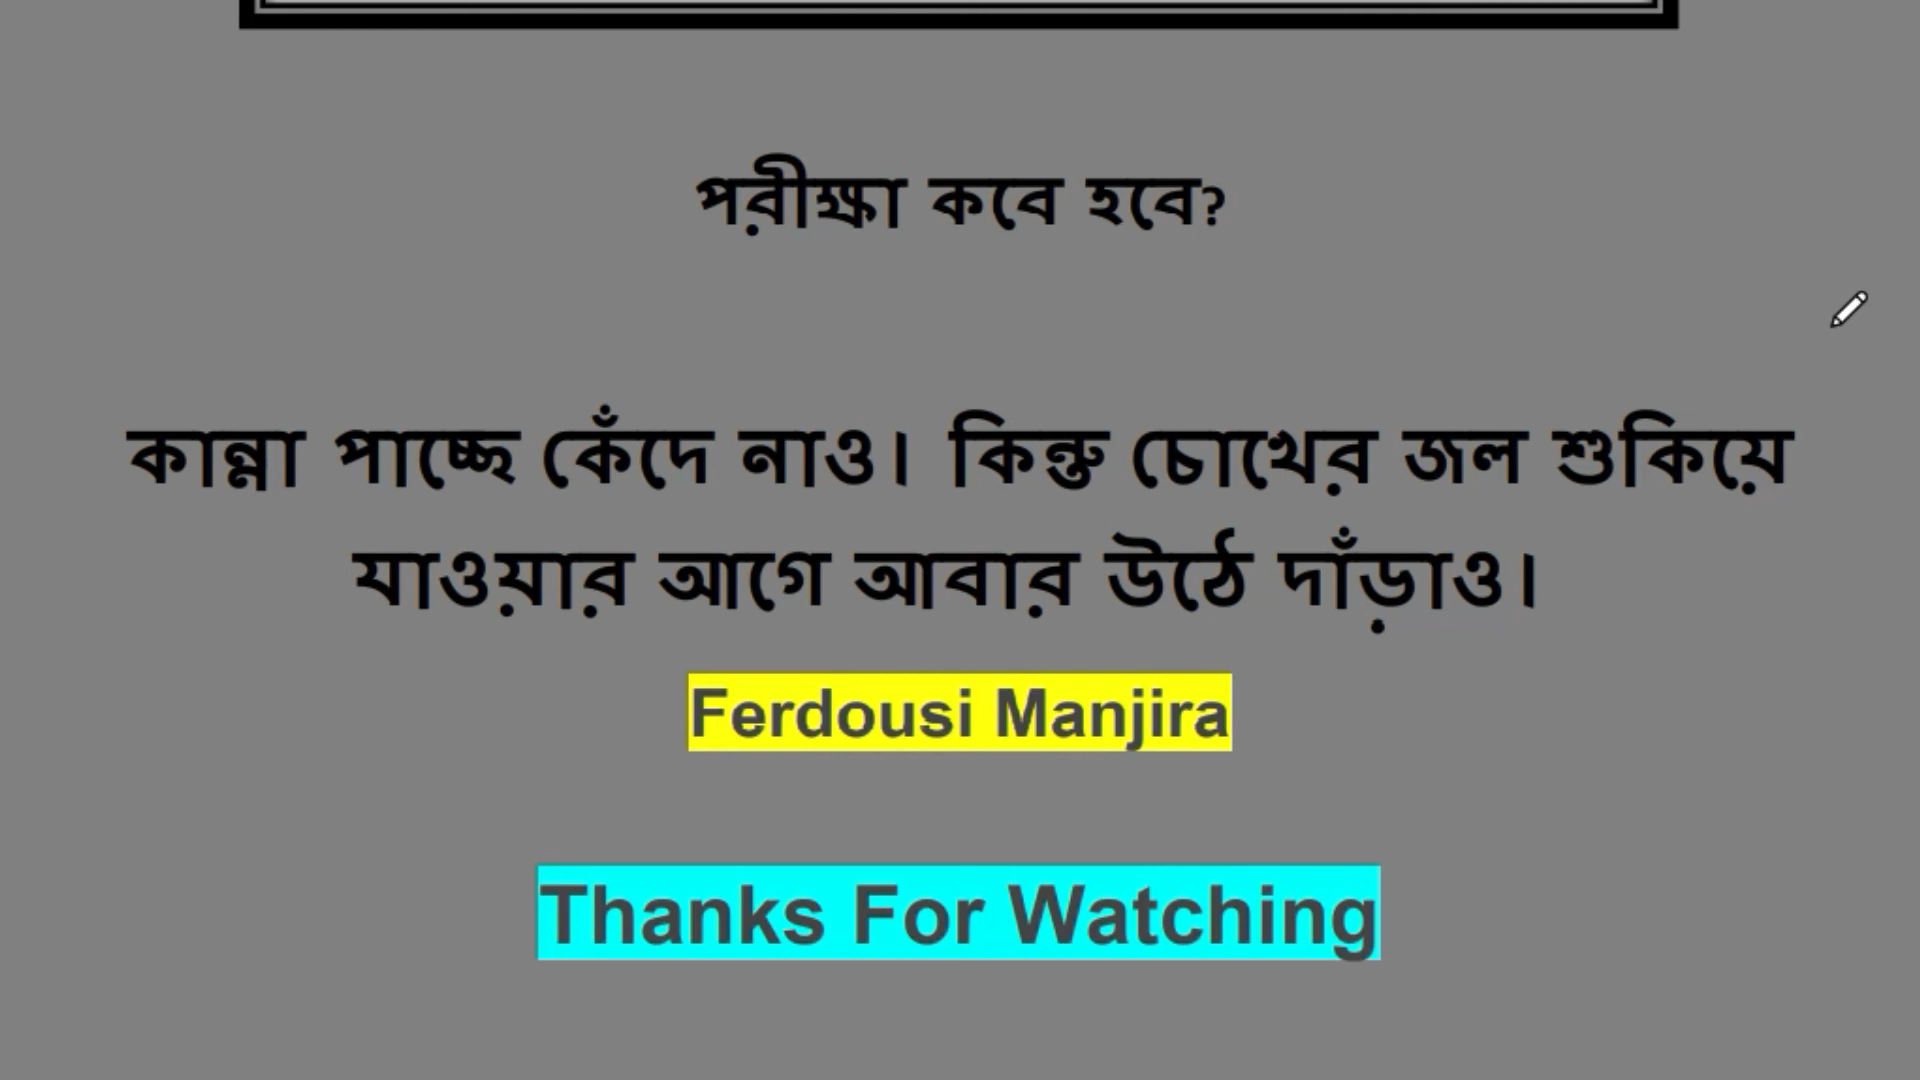 পরীক্ষা কবে হবে?
কান্না পাচ্ছে কেঁদে নাও। কিন্তু চোখের জল শুকিয়ে
যাওয়ার আগে আবার উঠে দাঁড়াও।
Ferdousi Manjira
Thanks For Watching